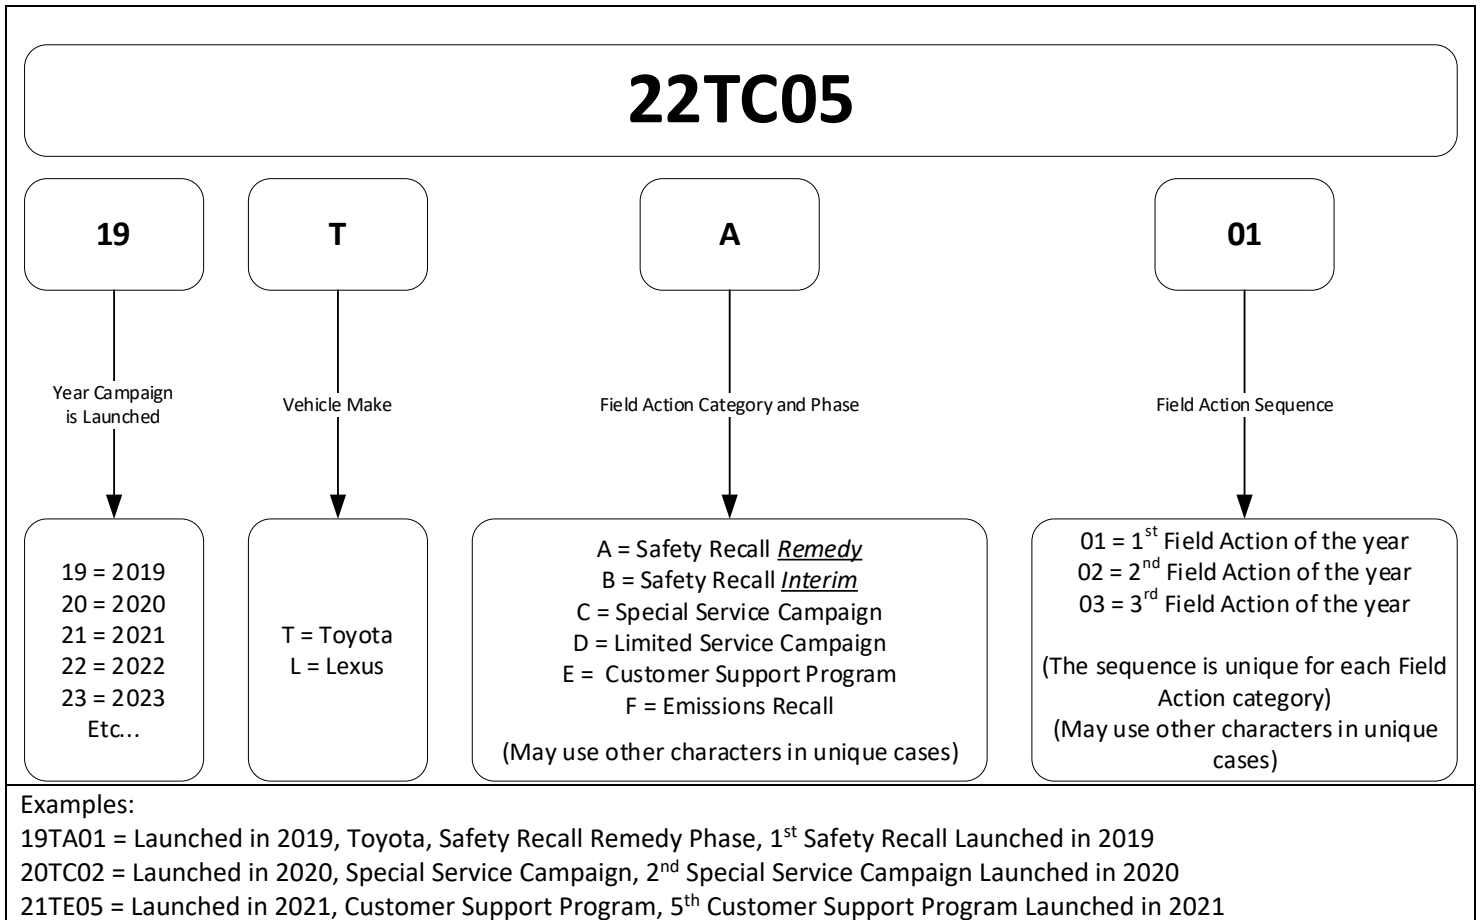 22TC05
19
T
A
01
Year Campaign
is Launched
Vehicle Make
Field Action Category and Phase
Field Action Sequence
19 = 2019
20 = 2020
21 = 2021
22 = 2022
23 = 2023
Etc...
T = Toyota
L = Lexus
A = Safety Recall Remedy
B = Safety Recall Interim
C = Special Service Campaign
D = Limited Service Campaign
E = Customer Support Program
F = Emissions Recall
(May use other characters in unique cases)
01 = 1st Field Action of the year
02 = 2nd Field Action of the year
03 = 3rd Field Action of the year
(The sequence is unique for each Field
Action category)
(May use other characters in unique
cases)
Examples:
19TA01 = Launched in 2019, Toyota, Safety Recall Remedy Phase, 1st Safety Recall Launched in 2019
20TC02 = Launched in 2020, Special Service Campaign, 2nd Special Service Campaign Launched in 2020
21TE05 = Launched in 2021, Customer Support Program, 5th Customer Support Program Launched in 2021